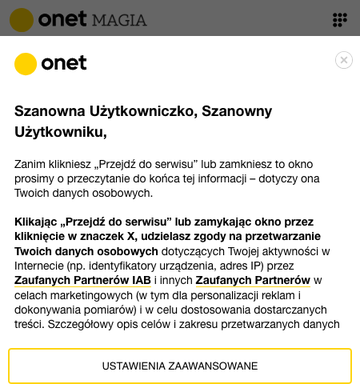 onet MAGIA
onet
Szanowna Użytkowniczko, Szanowny
Użytkowniku,
Zanim klikniesz „Przejdź do serwisu” lub zamkniesz to okno
prosimy o przeczytanie do końca tej informacji – dotyczy ona
Twoich danych osobowych.
Klikając „Przejdź do serwisu” lub zamykając okno przez
kliknięcie w znaczek X, udzielasz zgody na przetwarzanie
Twoich danych osobowych dotyczących Twojej aktywności w
Internecie (np. identyfikatory urządzenia, adres IP) przez
Zaufanych Partnerów IAB i innych Zaufanych Partnerów w
celach marketingowych (w tym dla personalizacji reklam i
dokonywania pomiarów) i w celu dostosowania dostarczanych
treści. Szczegółowy opis celów i zakresu przetwarzanych danych
USTAWIENIA ZAAWANSOWANE